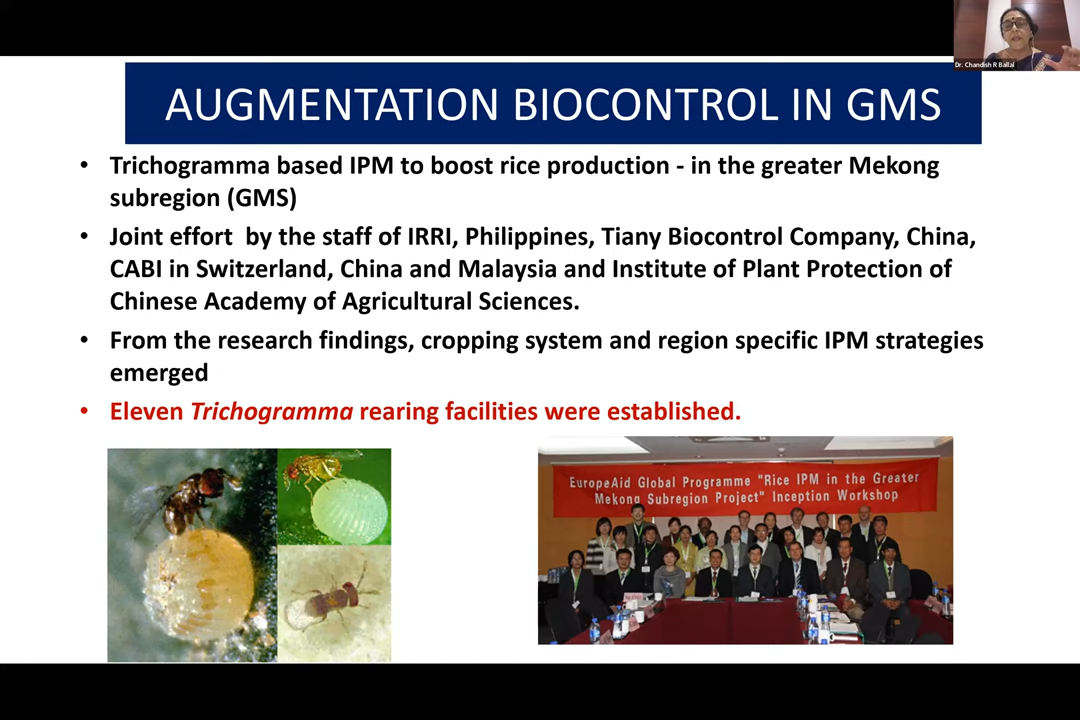 Dr. Chandish R Ballal
AUGMENTATION BIOCONTROL IN GMS
• Trichogramma based IPM to boost rice production - in the greater Mekong
subregion (GMS)
• Joint effort by the staff of IRRI, Philippines, Tiany Biocontrol Company, China,
CABI in Switzerland, China and Malaysia and Institute of Plant Protection of
Chinese Academy of Agricultural Sciences.
• From the research findings, cropping system and region specific IPM strategies
emerged
• Eleven Trichogramma rearing facilities were established.
EuropeAid Global Programme "Rice IPM in the Greater
Mekong Subregion Project" Inception Workshop